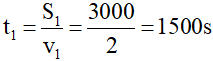 t₁ = S₁/v₁ = 3000/2 = 1500s